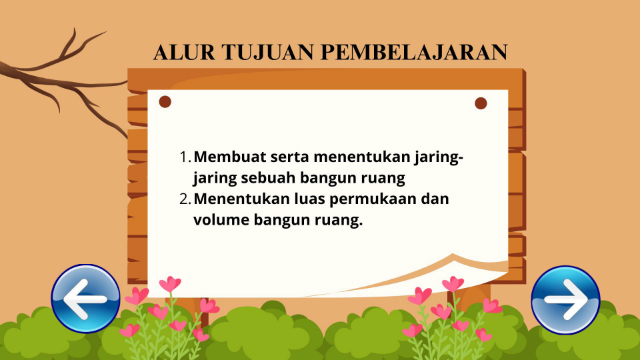 ALUR TUJUAN PEMBELAJARAN
1. Membuat serta menentukan jaring-
jaring sebuah bangun ruang
2. Menentukan luas permukaan dan
volume bangun ruang.